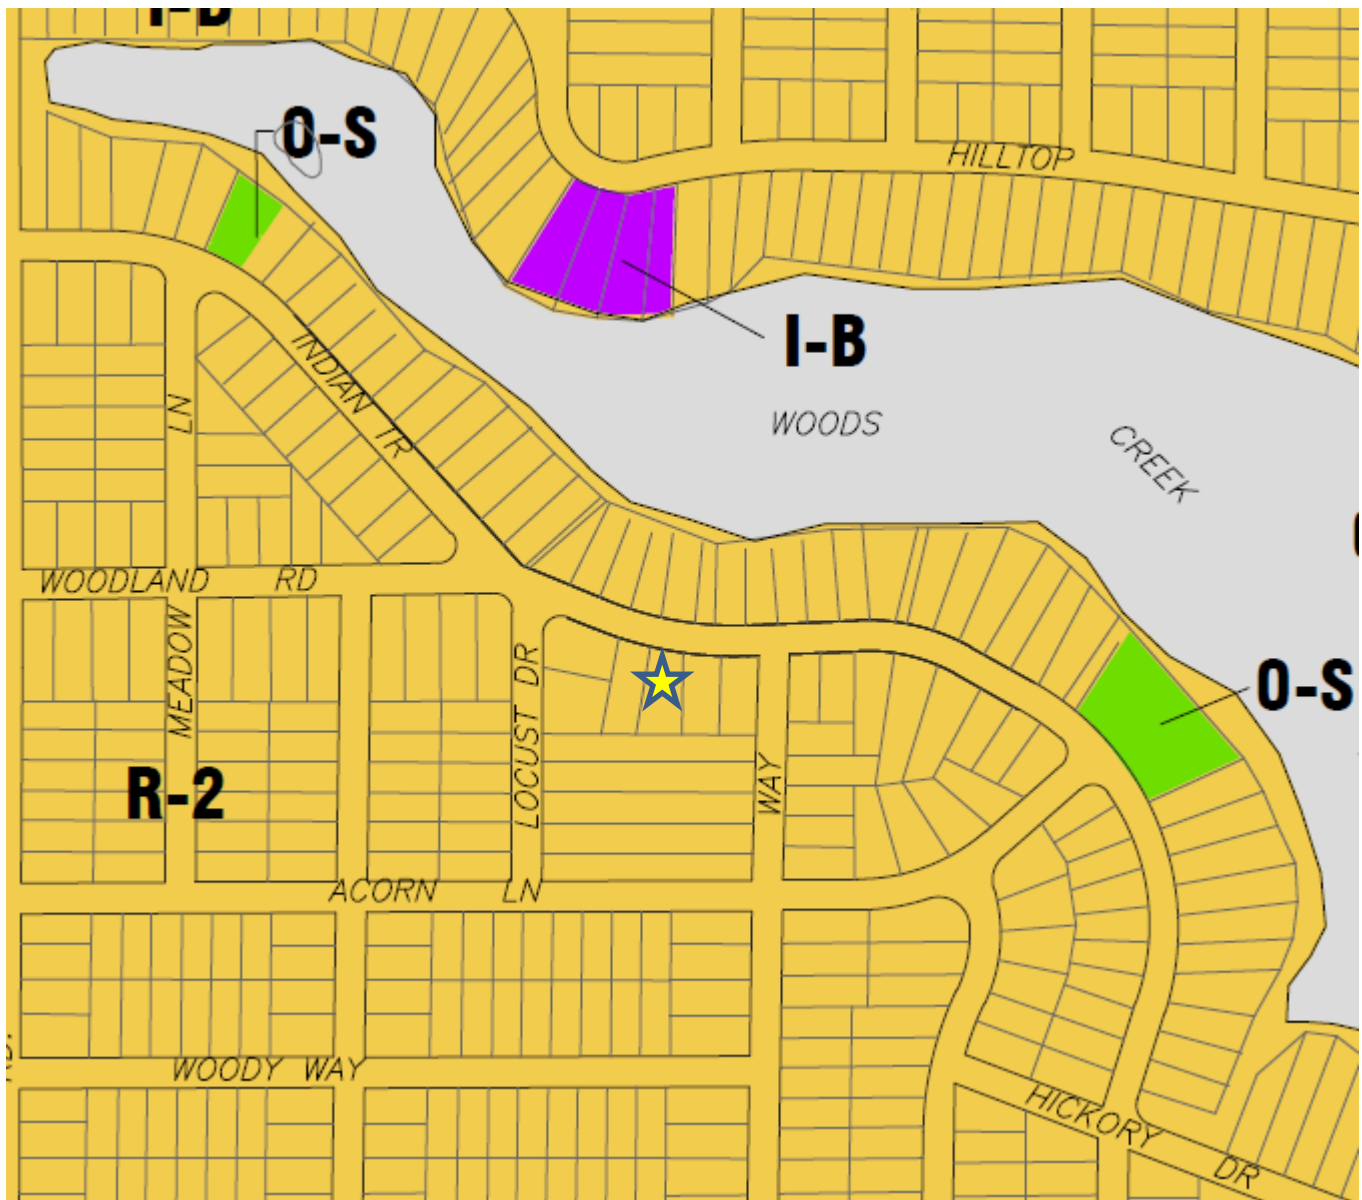 I-B
O-S
HILLTOP
I-B
WOODS
CREEK
INDIAN TR
LN
WOODLAND RD
MEADOW
LOCUST DR
O-S
WAY
R-2
ACORN LN
WOODY WAY
HICKORY DR